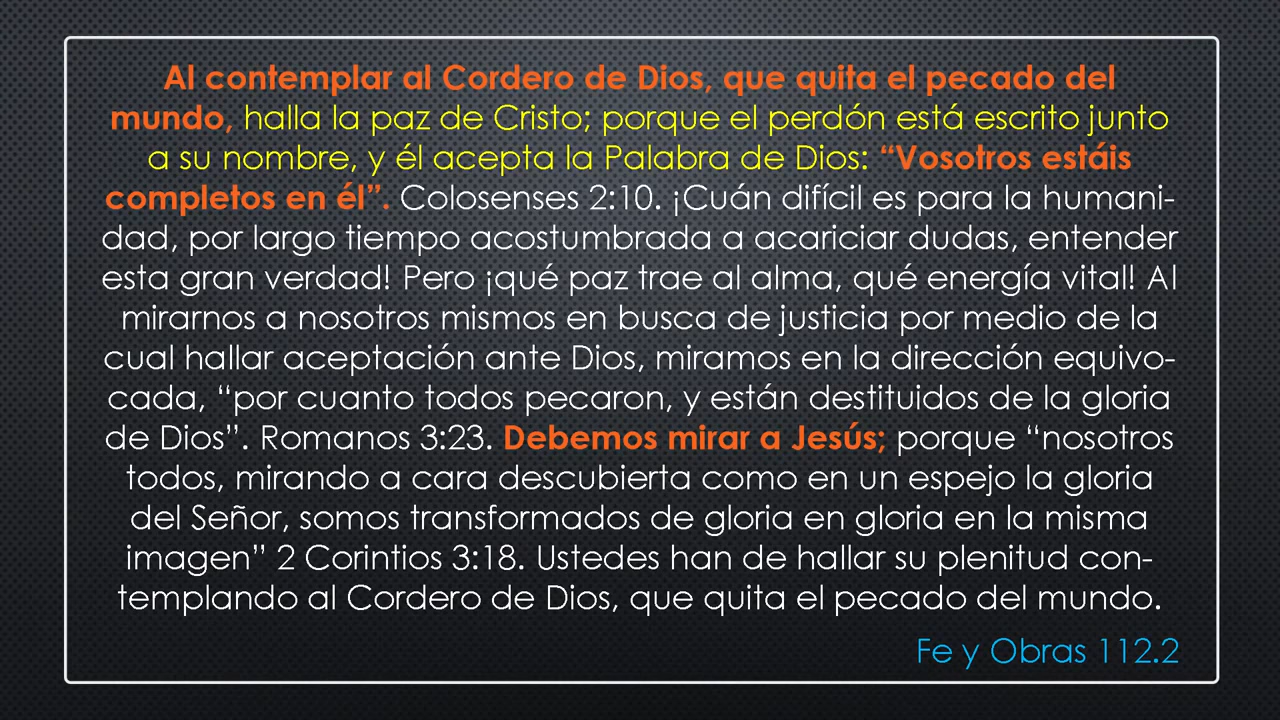 Al contemplar al Cordero de Dios, que quita el pecado del
mundo, halla la paz de Cristo; porque el perdón está escrito junto
a su nombre, y él acepta la Palabra de Dios: “Vosotros estáis
completos en él”. Colosenses 2:10. ¡Cuán difícil es para la humani-
dad, por largo tiempo acostumbrada a acariciar dudas, entender
esta gran verdad! Pero ¡qué paz trae al alma, qué energía vital! Al
mirarnos a nosotros mismos en busca de justicia por medio de la
cual hallar aceptación ante Dios, miramos en la dirección equivo-
cada, “por cuanto todos pecaron, y están destituidos de la gloria
de Dios”. Romanos 3:23. Debemos mirar a Jesús; porque “nosotros
todos, mirando a cara descubierta como en un espejo la gloria
del Señor, somos transformados de gloria en gloria en la misma
imagen” 2 Corintios 3:18. Ustedes han de hallar su plenitud con-
templando al Cordero de Dios, que quita el pecado del mundo.
Fe y Obras 112.2